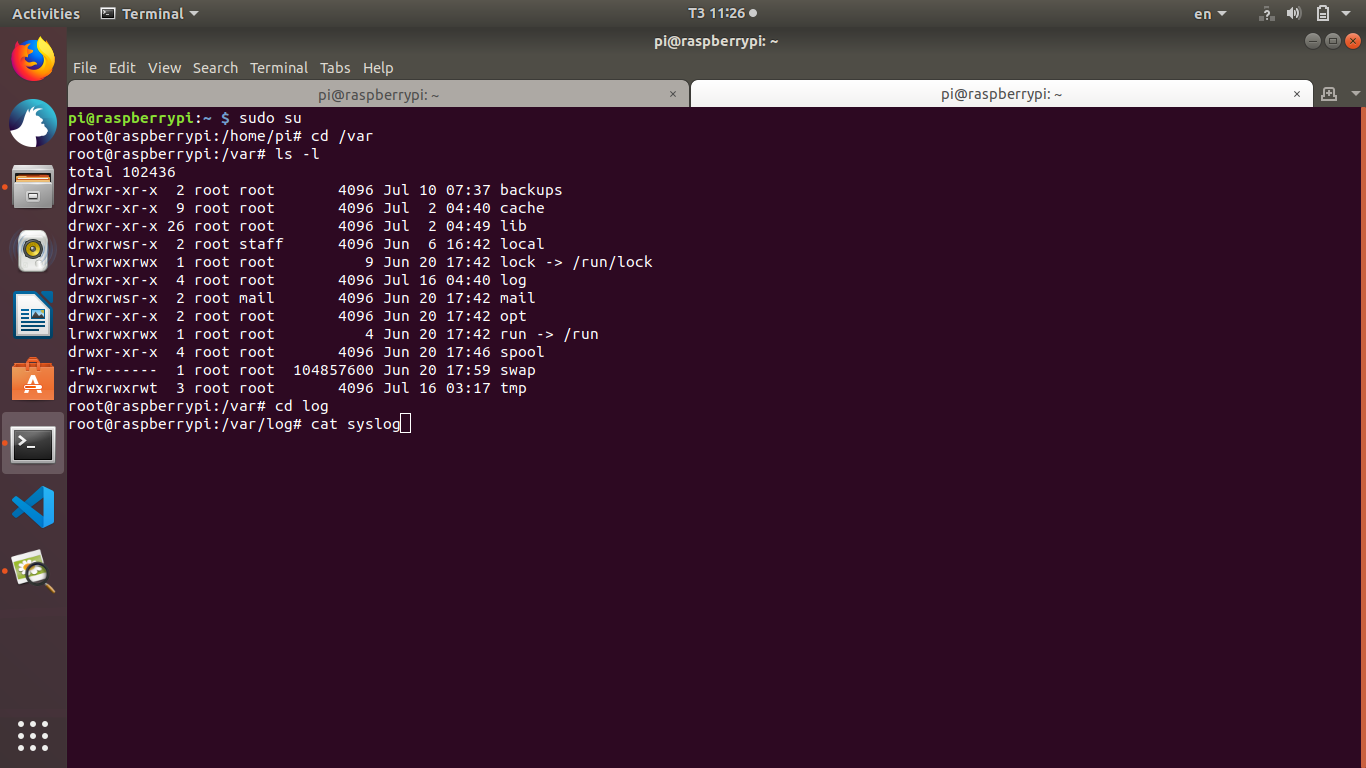 Activities Terminal T3 11:26 en
pi@raspberrypi: ~
File Edit View Search Terminal Tabs Help
pi@raspberrypi: ~ × pi@raspberrypi: ~ ×
pi@raspberrypi:~ $ sudo su
root@raspberrypi:/home/pi# cd /var
root@raspberrypi:/var# ls -l
total 102436
drwxr-xr-x  2 root root       4096 Jul 10 07:37 backups
drwxr-xr-x  9 root root       4096 Jul  2 04:40 cache
drwxr-xr-x 26 root root       4096 Jul  2 04:49 lib
drwxrwsr-x  2 root staff      4096 Jun  6 16:42 local
lrwxrwxrwx  1 root root          9 Jun 20 17:42 lock -> /run/lock
drwxr-xr-x  4 root root       4096 Jul 16 04:40 log
drwxrwsr-x  2 root mail       4096 Jun 20 17:42 mail
drwxr-xr-x  2 root root       4096 Jun 20 17:42 opt
lrwxrwxrwx  1 root root          4 Jun 20 17:42 run -> /run
drwxr-xr-x  4 root root       4096 Jun 20 17:46 spool
-rw-------  1 root root  104857600 Jun 20 17:59 swap
drwxrwxrwt  3 root root       4096 Jul 16 03:17 tmp
root@raspberrypi:/var# cd log
root@raspberrypi:/var/log# cat syslog